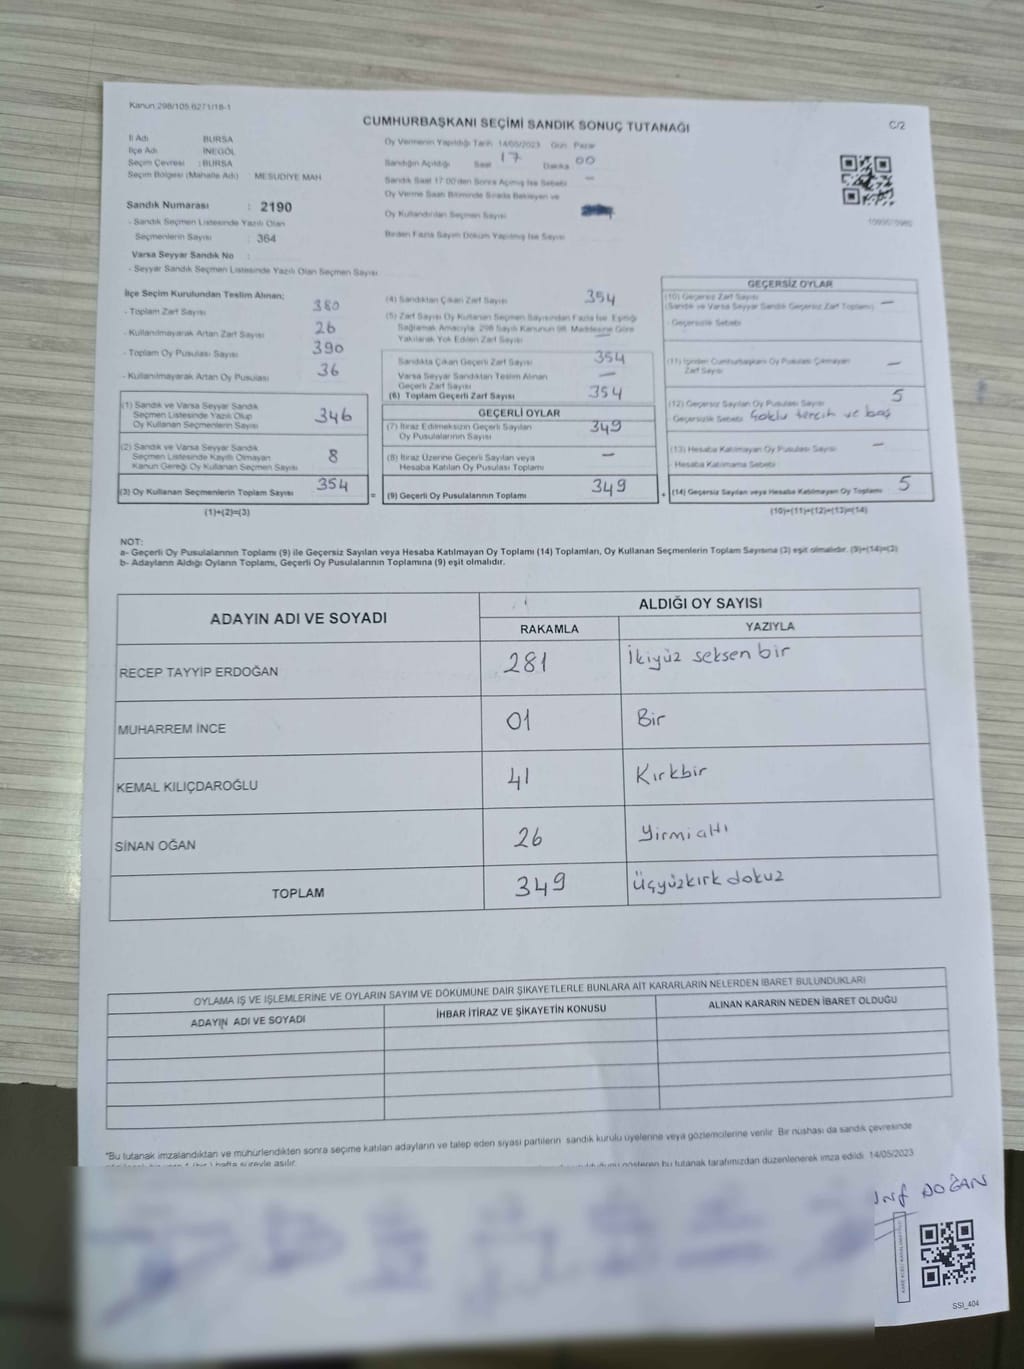 Kanun:298/105,6271/18-1
CUMHURBAŞKANI SEÇİMİ SANDIK SONUÇ TUTANAĞI
C/2
İl Adı BURSA
İlçe Adı İNEGÖL
Seçim Çevresi : BURSA
Seçim Bölgesi (Mahalle Adı) MESUDİYE MAH
Sandık Numarası : 2190
- Sandık Seçmen Listesinde Yazılı Olan
Seçmenlerin Sayısı : 364
Varsa Seyyar Sandık No :
- Seyyar Sandık Seçmen Listesinde Yazılı Olan Seçmen Sayısı
Oy Vermenin Yapıldığı Tarih 14/05/2023 Gün Pazar
Sandığın Açıldığı Saat 17 Dakika 00
Sandık Saat 17:00'den Sonra Açılmış İse Sebebi -
Oy Verme Saati Bitiminde Sırada Bekleyen ve
Oy Kullandırılan Seçmen Sayısı
Birden Fazla Sayım Döküm Yapılmış İse Sayısı
İlçe Seçim Kurulundan Teslim Alınan;
- Toplam Zarf Sayısı 380
- Kullanılmayarak Artan Zarf Sayısı 26
- Toplam Oy Pusulası Sayısı 390
- Kullanılmayarak Artan Oy Pusulası 36
(1) Sandık ve Varsa Seyyar Sandık
Seçmen Listesinde Yazılı Olup
Oy Kullanan Seçmenlerin Sayısı 346
(2) Sandık ve Varsa Seyyar Sandık
Seçmen Listesinde Kayıtlı Olmayan
Kanun Gereği Oy Kullanan Seçmen Sayısı 8
(3) Oy Kullanan Seçmenlerin Toplam Sayısı 354
(1)+(2)=(3)
(4) Sandıktan Çıkan Zarf Sayısı 354
(5) Zarf Sayısı Oy Kullanan Seçmen Sayısından Fazla İse Eşitliği
Sağlamak Amacıyla, 298 Sayılı Kanunun 98. Maddesine Göre
Yakılarak Yok Edilen Zarf Sayısı -
Sandıkta Çıkan Geçerli Zarf Sayısı 354
Varsa Seyyar Sandıktan Teslim Alınan
Geçerli Zarf Sayısı -
(6) Toplam Geçerli Zarf Sayısı 354
GEÇERLİ OYLAR
(7) İtiraz Edilmeksizin Geçerli Sayılan
Oy Pusulalarının Sayısı 349
(8) İtiraz Üzerine Geçerli Sayılan veya
Hesaba Katılan Oy Pusulası Toplamı -
= (9) Geçerli Oy Pusulalarının Toplamı 349
GEÇERSİZ OYLAR
(10) Geçersiz Zarf Sayısı
(Sandık ve Varsa Seyyar Sandık Geçersiz Zarf Toplamı) -
- Geçersizlik Sebebi
(11) İçinden Cumhurbaşkanı Oy Pusulası Çıkmayan
Zarf Sayısı -
(12) Geçersiz Sayılan Oy Pusulası Sayısı 5
Geçersizlik Sebebi Çoklu tercih ve boş
(13) Hesaba Katılmayan Oy Pusulası Sayısı -
- Hesaba Katılmama Sebebi
+ (14) Geçersiz Sayılan veya Hesaba Katılmayan Oy Toplamı 5
(10)+(11)+(12)+(13)=(14)
NOT:
a- Geçerli Oy Pusulalarının Toplamı (9) ile Geçersiz Sayılan veya Hesaba Katılmayan Oy Toplamı (14) Toplamları, Oy Kullanan Seçmenlerin Toplam Sayısına (3) eşit olmalıdır. (9)+(14)=(3)
b- Adayların Aldığı Oyların Toplamı, Geçerli Oy Pusulalarının Toplamına (9) eşit olmalıdır.
ADAYIN ADI VE SOYADI
ALDIĞI OY SAYISI
RAKAMLA YAZIYLA
RECEP TAYYİP ERDOĞAN 281 İkiyüz seksen bir
MUHARREM İNCE 01 Bir
KEMAL KILIÇDAROĞLU 41 Kırkbir
SİNAN OĞAN 26 Yirmialtı
TOPLAM 349 Üçyüzkırk dokuz
OYLAMA İŞ VE İŞLEMLERİNE VE OYLARIN SAYIM VE DÖKÜMÜNE DAİR ŞİKAYETLERLE BUNLARA AİT KARARLARIN NELERDEN İBARET BULUNDUKLARI
ADAYIN ADI VE SOYADI İHBAR İTİRAZ VE ŞİKAYETİN KONUSU ALINAN KARARIN NEDEN İBARET OLDUĞU
*Bu tutanak imzalandıktan ve mühürlendikten sonra seçime katılan adayların ve talep eden siyasi partilerin sandık kurulu üyelerine veya gözlemcilerine verilir. Bir nüshası da sandık çevresinde
hafta süreyle asılır. gösteren bu tutanak tarafımızdan düzenlenerek imza edildi. 14/05/2023
DOĞAN
SSI_404